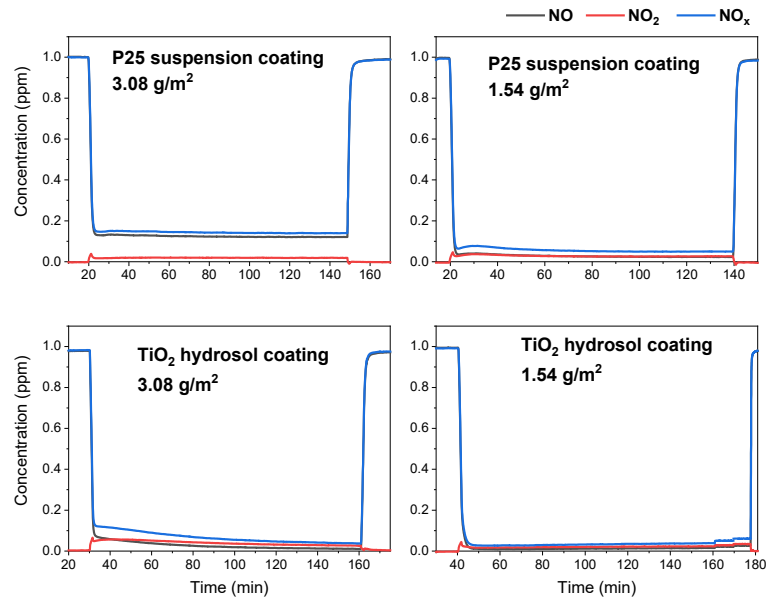 NO NO₂ NOₓ
P25 suspension coating
3.08 g/m²
Concentration (ppm)
1.0
0.8
0.6
0.4
0.2
0.0
20 40 60 80 100 120 140 160
P25 suspension coating
1.54 g/m²
1.0
0.8
0.6
0.4
0.2
0.0
20 40 60 80 100 120 140
TiO₂ hydrosol coating
3.08 g/m²
Concentration (ppm)
1.0
0.8
0.6
0.4
0.2
0.0
20 40 60 80 100 120 140 160
Time (min)
TiO₂ hydrosol coating
1.54 g/m²
1.0
0.8
0.6
0.4
0.2
0.0
40 60 80 100 120 140 160 180
Time (min)